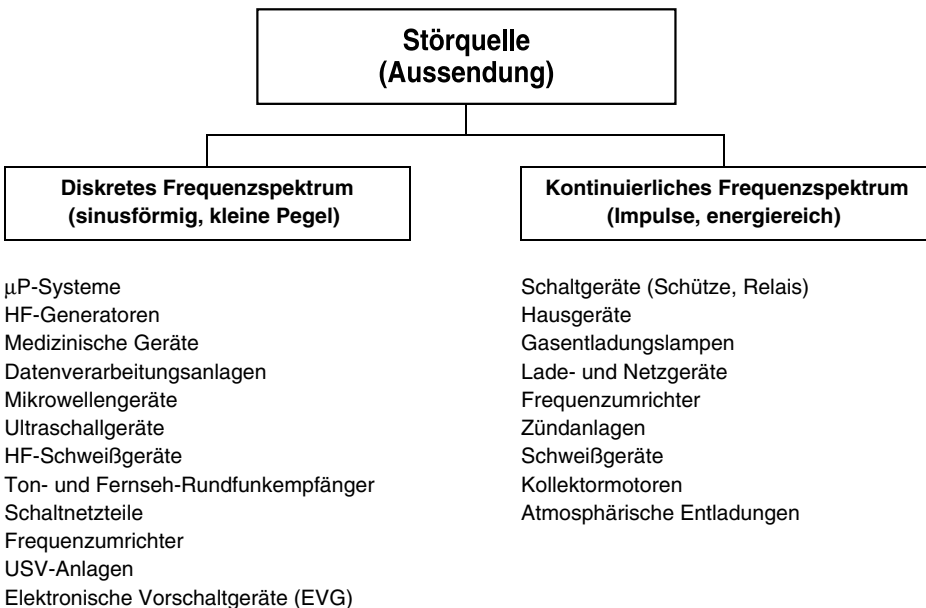 Störquelle
(Aussendung)
Diskretes Frequenzspektrum
(sinusförmig, kleine Pegel)
Kontinuierliches Frequenzspektrum
(Impulse, energiereich)
μP-Systeme
HF-Generatoren
Medizinische Geräte
Datenverarbeitungsanlagen
Mikrowellengeräte
Ultraschallgeräte
HF-Schweißgeräte
Ton- und Fernseh-Rundfunkempfänger
Schaltnetzteile
Frequenzumrichter
USV-Anlagen
Elektronische Vorschaltgeräte (EVG)
Schaltgeräte (Schütze, Relais)
Hausgeräte
Gasentladungslampen
Lade- und Netzgeräte
Frequenzumrichter
Zündanlagen
Schweißgeräte
Kollektormotoren
Atmosphärische Entladungen